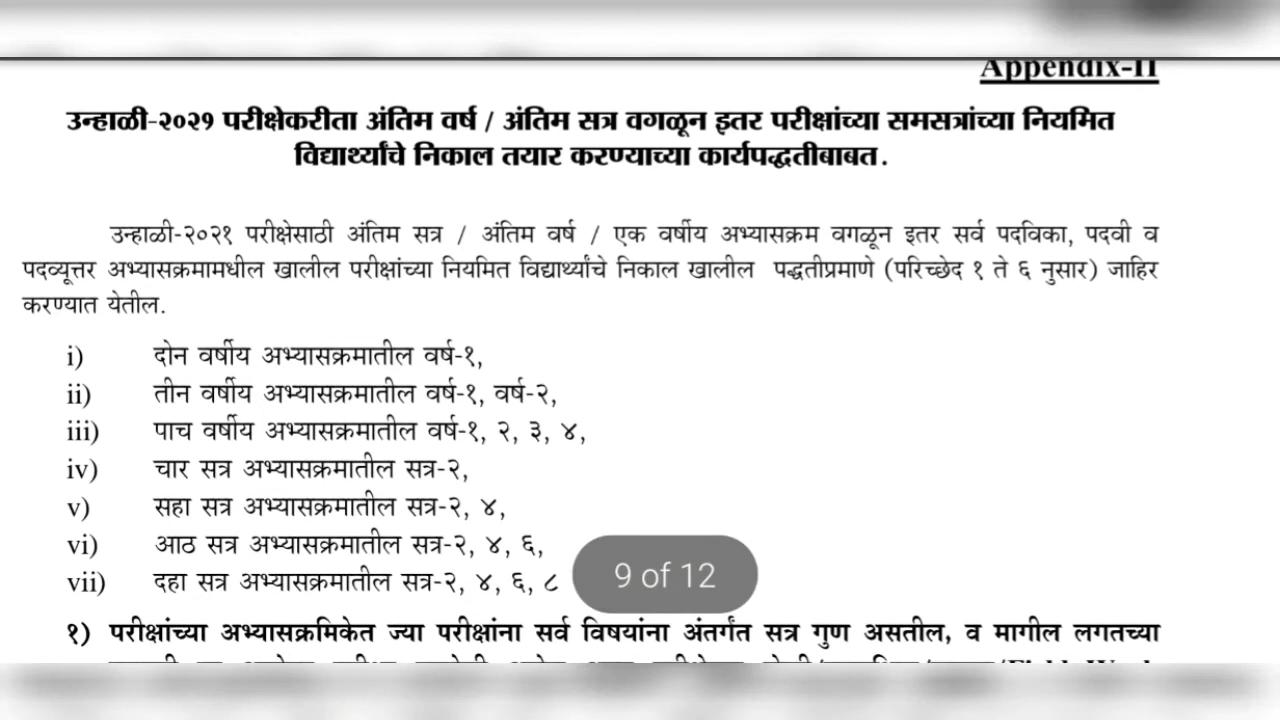 Appendix-II
उन्हाळी-२०२१ परीक्षेकरीता अंतिम वर्ष / अंतिम सत्र वगळून इतर परीक्षांच्या समसत्रांच्या नियमित
विद्यार्थ्यांचे निकाल तयार करण्याच्या कार्यपद्धतीबाबत.
उन्हाळी-२०२१ परीक्षेसाठी अंतिम सत्र / अंतिम वर्ष / एक वर्षीय अभ्यासक्रम वगळून इतर सर्व पदविका, पदवी व
पदव्यूत्तर अभ्यासक्रमामधील खालील परीक्षांच्या नियमित विद्यार्थ्यांचे निकाल खालील पद्धतीप्रमाणे (परिच्छेद १ ते ६ नुसार) जाहिर
करण्यात येतील.
i) दोन वर्षीय अभ्यासक्रमातील वर्ष-१,
ii) तीन वर्षीय अभ्यासक्रमातील वर्ष-१, वर्ष-२,
iii) पाच वर्षीय अभ्यासक्रमातील वर्ष-१, २, ३, ४,
iv) चार सत्र अभ्यासक्रमातील सत्र-२,
v) सहा सत्र अभ्यासक्रमातील सत्र-२, ४,
vi) आठ सत्र अभ्यासक्रमातील सत्र-२, ४, ६,
vii) दहा सत्र अभ्यासक्रमातील सत्र-२, ४, ६, ८
9 of 12
१) परीक्षांच्या अभ्यासक्रमिकेत ज्या परीक्षांना सर्व विषयांना अंतर्गंत सत्र गुण असतील, व मागील लगतच्या